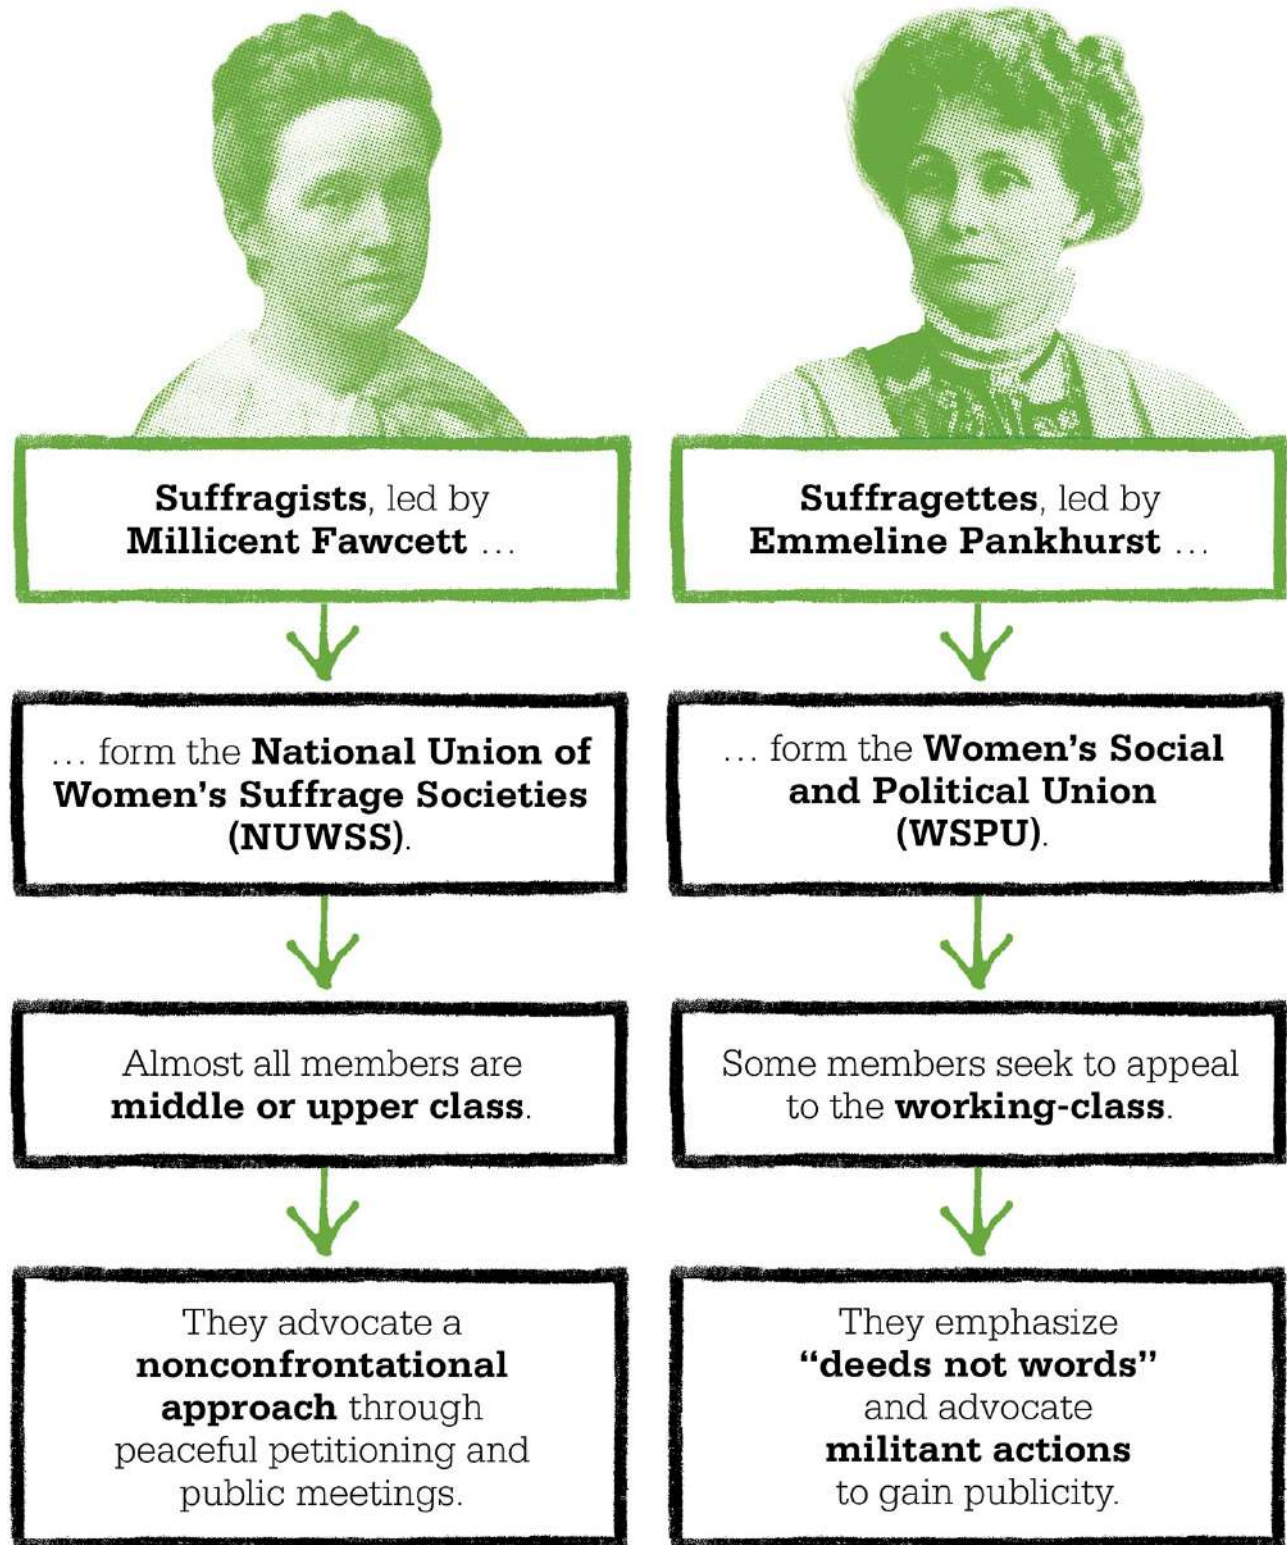 Suffragists, led by
Millicent Fawcett …
… form the National Union of
Women’s Suffrage Societies
(NUWSS).
Almost all members are
middle or upper class.
They advocate a
nonconfrontational
approach through
peaceful petitioning and
public meetings.
Suffragettes, led by
Emmeline Pankhurst …
… form the Women’s Social
and Political Union
(WSPU).
Some members seek to appeal
to the working-class.
They emphasize
“deeds not words”
and advocate
militant actions
to gain publicity.